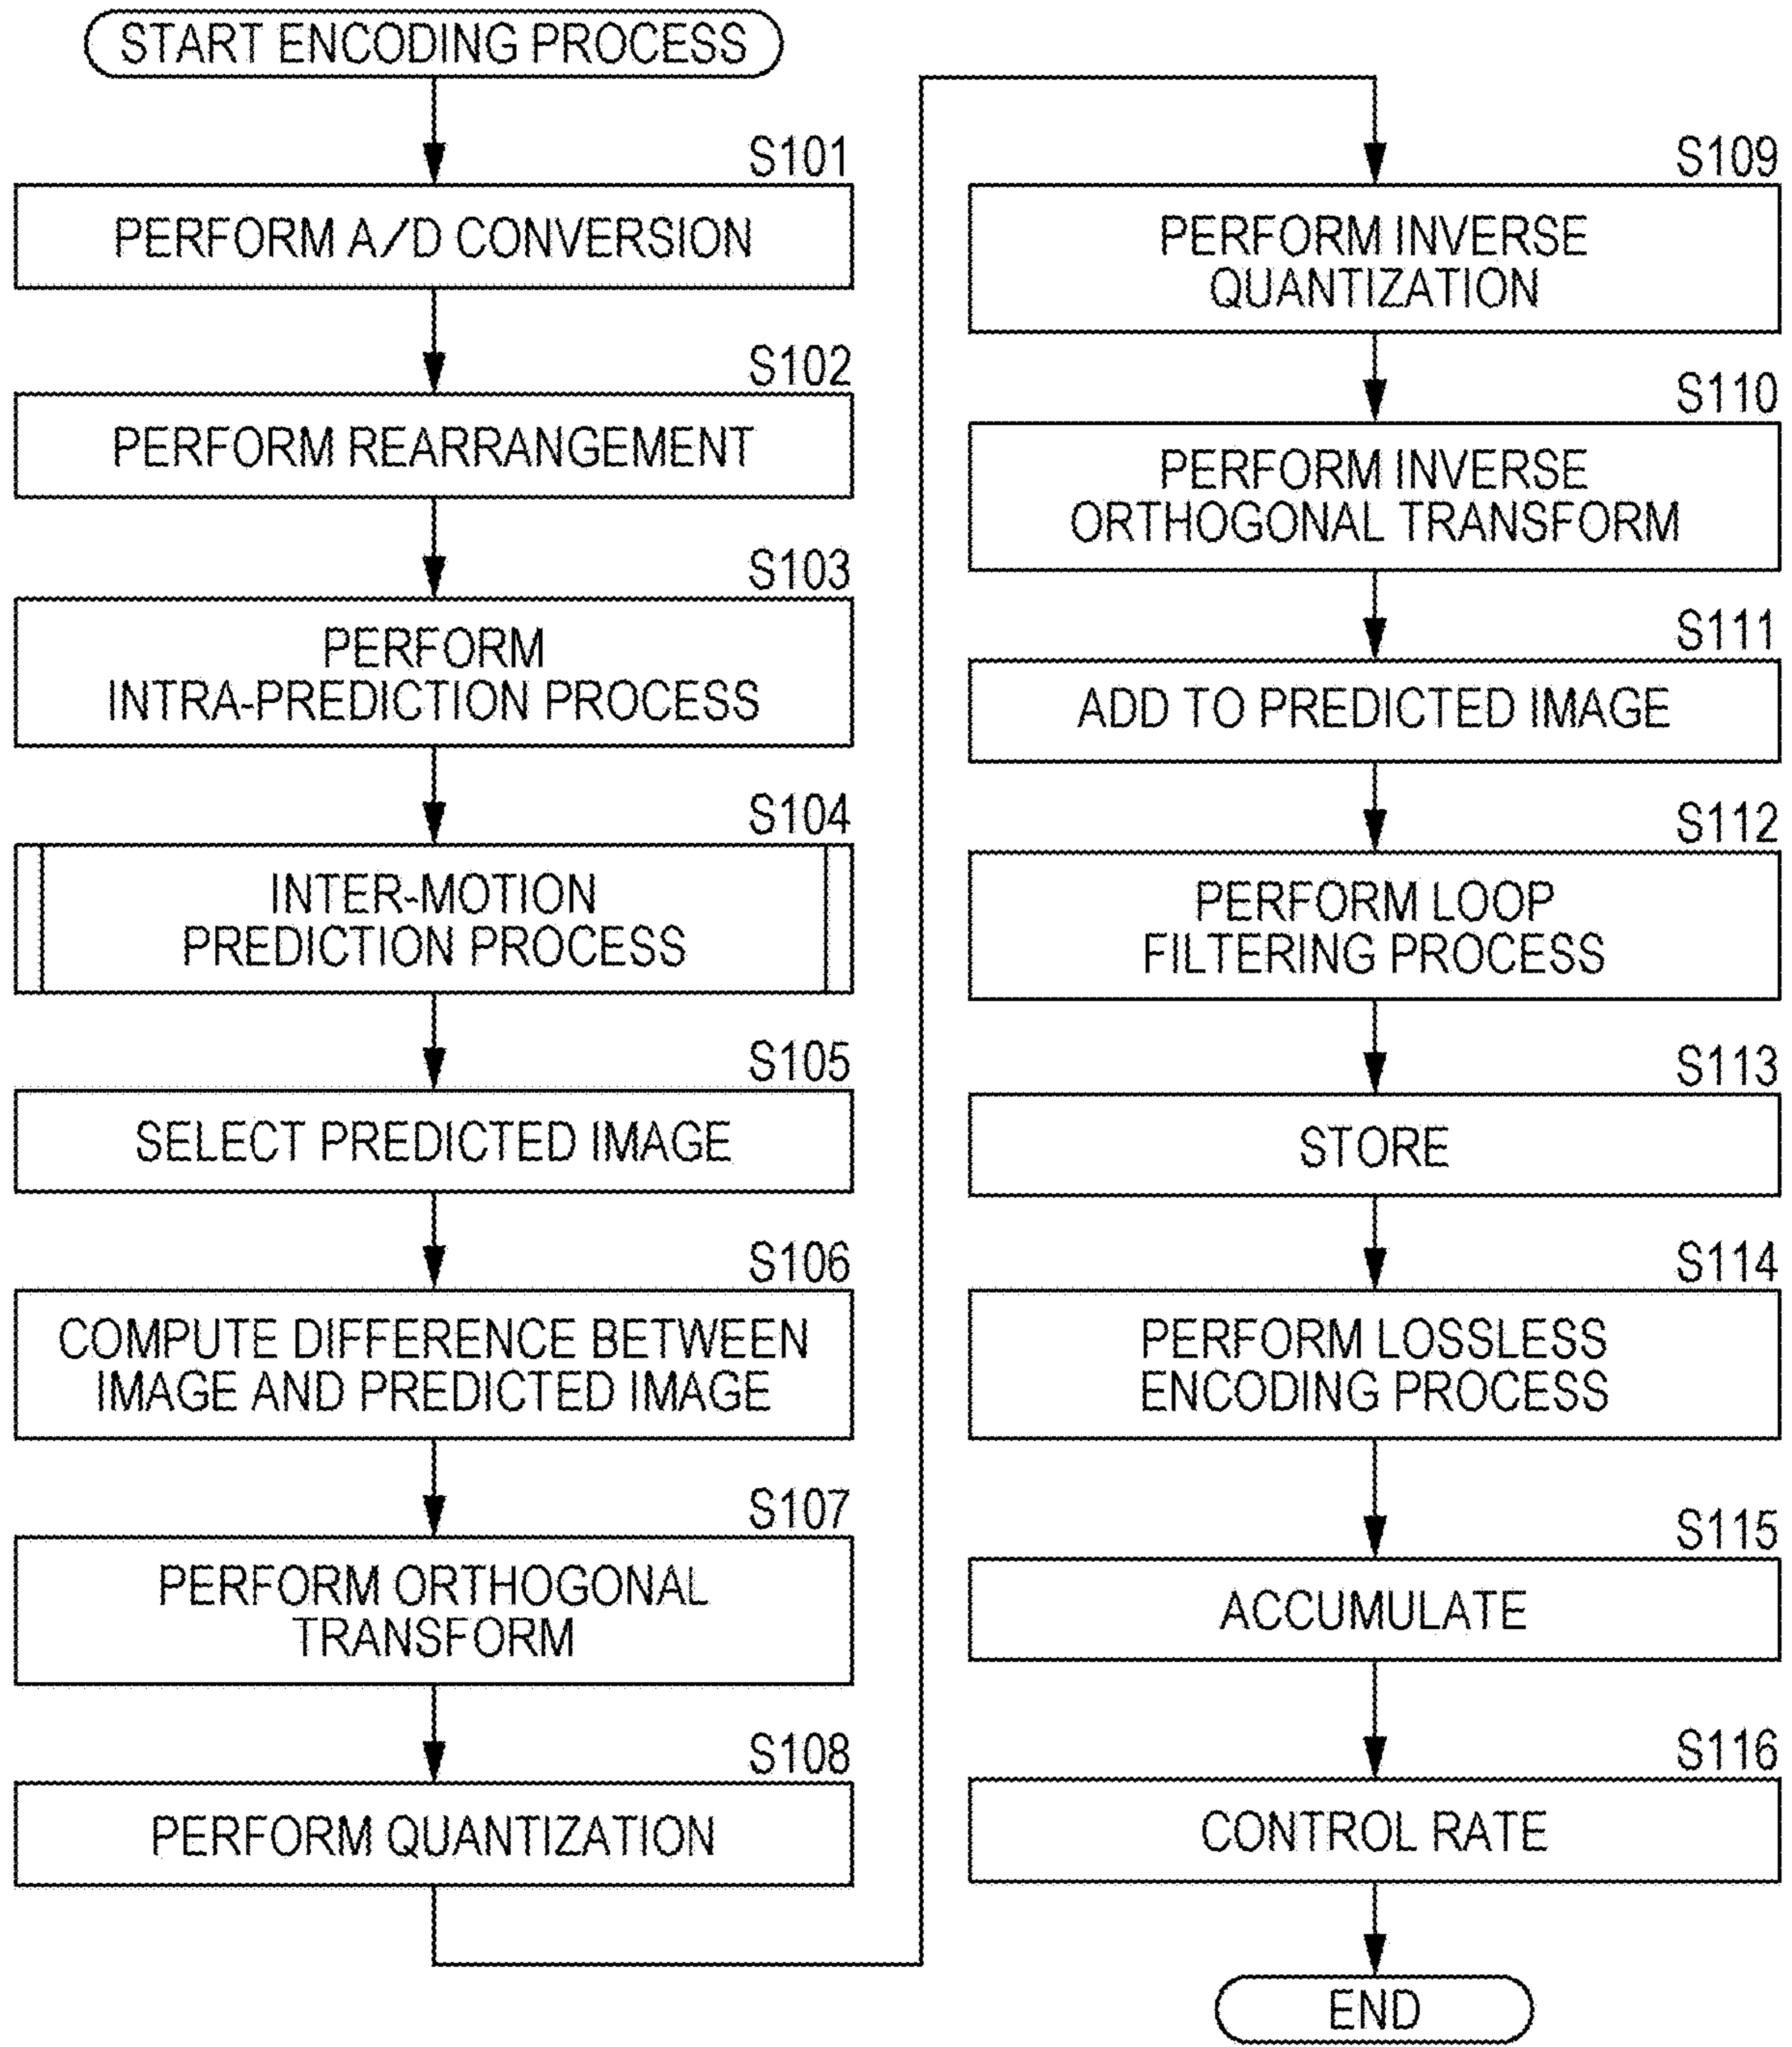 START ENCODING PROCESS
S101
PERFORM A/D CONVERSION
S102
PERFORM REARRANGEMENT
S103
PERFORM
INTRA-PREDICTION PROCESS
S104
INTER-MOTION
PREDICTION PROCESS
S105
SELECT PREDICTED IMAGE
S106
COMPUTE DIFFERENCE BETWEEN
IMAGE AND PREDICTED IMAGE
S107
PERFORM ORTHOGONAL
TRANSFORM
S108
PERFORM QUANTIZATION
S109
PERFORM INVERSE
QUANTIZATION
S110
PERFORM INVERSE
ORTHOGONAL TRANSFORM
S111
ADD TO PREDICTED IMAGE
S112
PERFORM LOOP
FILTERING PROCESS
S113
STORE
S114
PERFORM LOSSLESS
ENCODING PROCESS
S115
ACCUMULATE
S116
CONTROL RATE
END